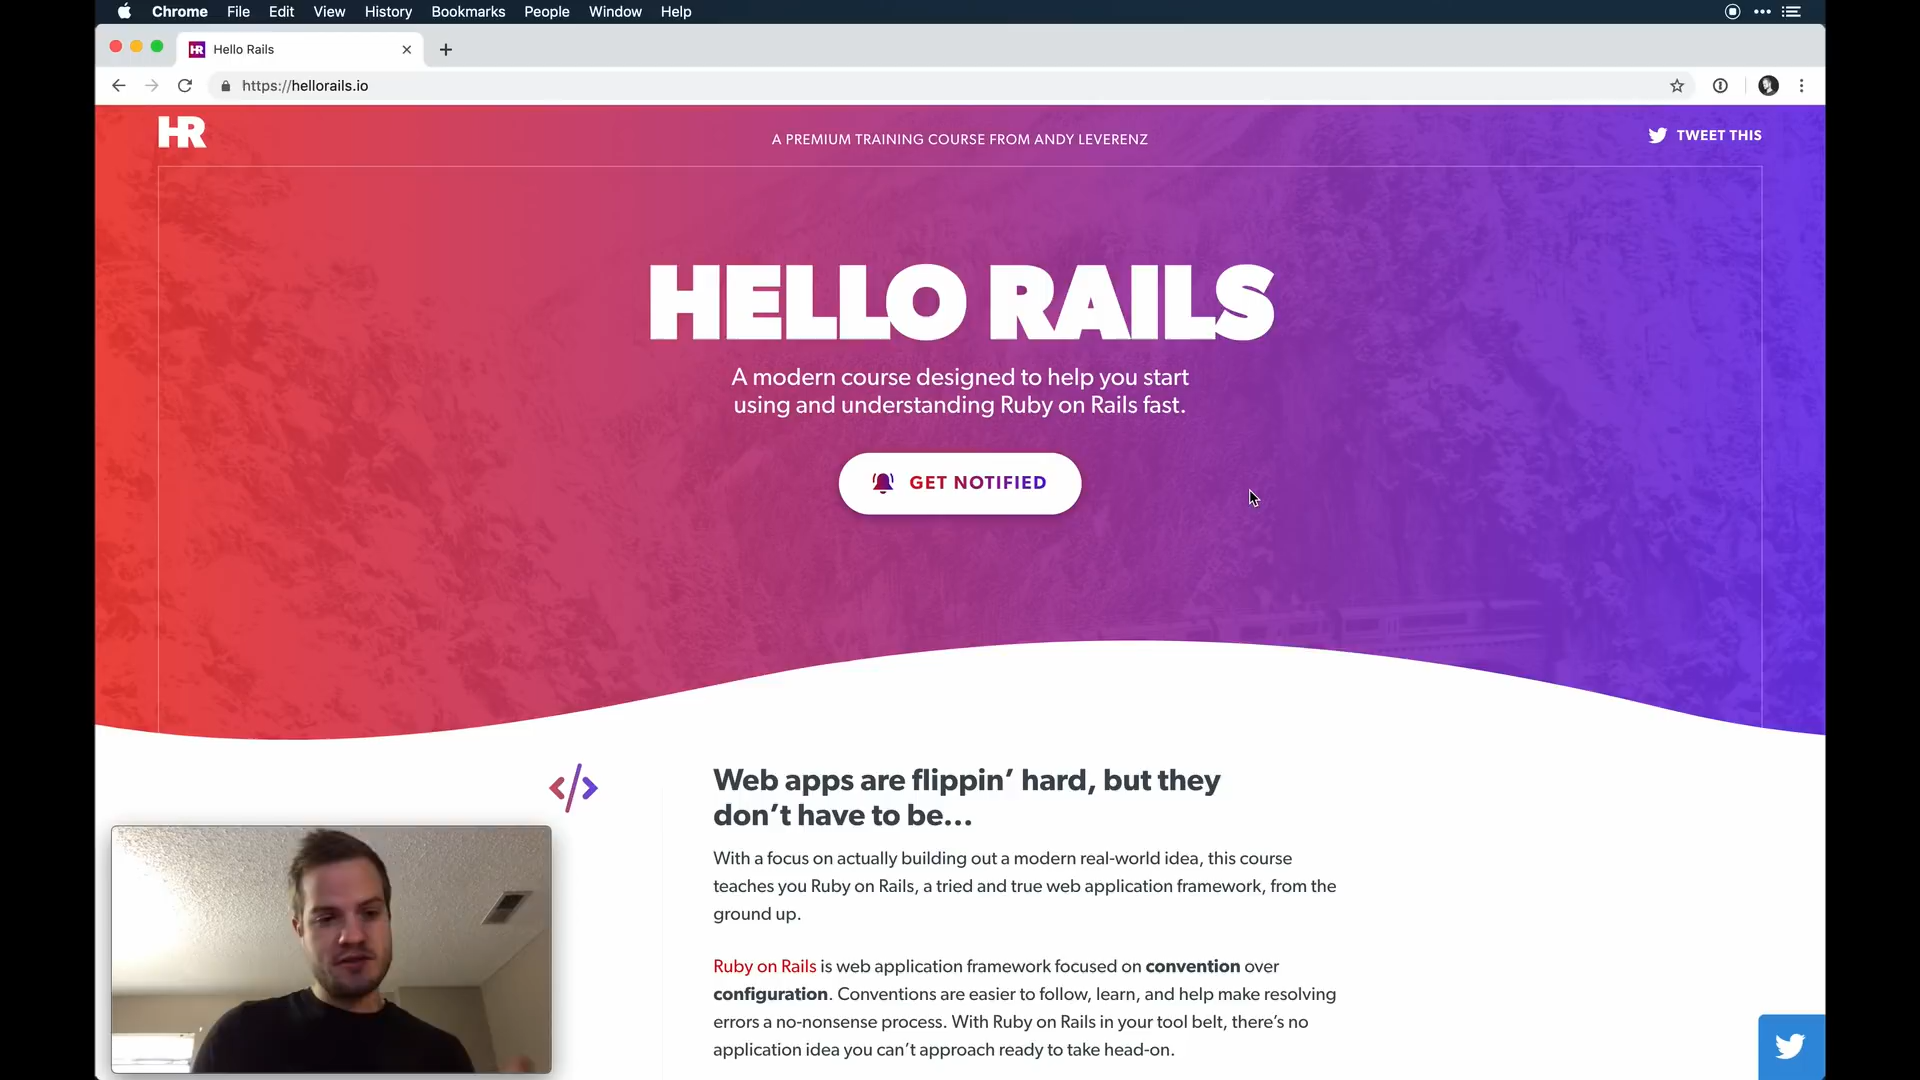 Chrome File Edit View History Bookmarks People Window Help
HR Hello Rails
https://hellorails.io
HR
A PREMIUM TRAINING COURSE FROM ANDY LEVERENZ
TWEET THIS
HELLO RAILS
A modern course designed to help you start
using and understanding Ruby on Rails fast.
GET NOTIFIED
Web apps are flippin’ hard, but they
don’t have to be...
With a focus on actually building out a modern real-world idea, this course
teaches you Ruby on Rails, a tried and true web application framework, from the
ground up.
Ruby on Rails is web application framework focused on convention over
configuration. Conventions are easier to follow, learn, and help make resolving
errors a no-nonsense process. With Ruby on Rails in your tool belt, there’s no
application idea you can’t approach ready to take head-on.